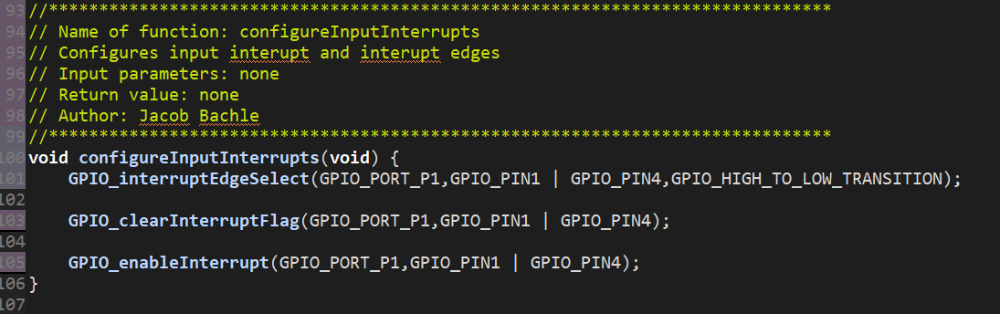 93//******************************************************************************
94// Name of function: configureInputInterrupts
95// Configures input interupt and interupt edges
96// Input parameters: none
97// Return value: none
98// Author: Jacob Bachle
99//******************************************************************************
100void configureInputInterrupts(void) {
101    GPIO_interruptEdgeSelect(GPIO_PORT_P1,GPIO_PIN1 | GPIO_PIN4,GPIO_HIGH_TO_LOW_TRANSITION);
102
103    GPIO_clearInterruptFlag(GPIO_PORT_P1,GPIO_PIN1 | GPIO_PIN4);
104
105    GPIO_enableInterrupt(GPIO_PORT_P1,GPIO_PIN1 | GPIO_PIN4);
106}
107